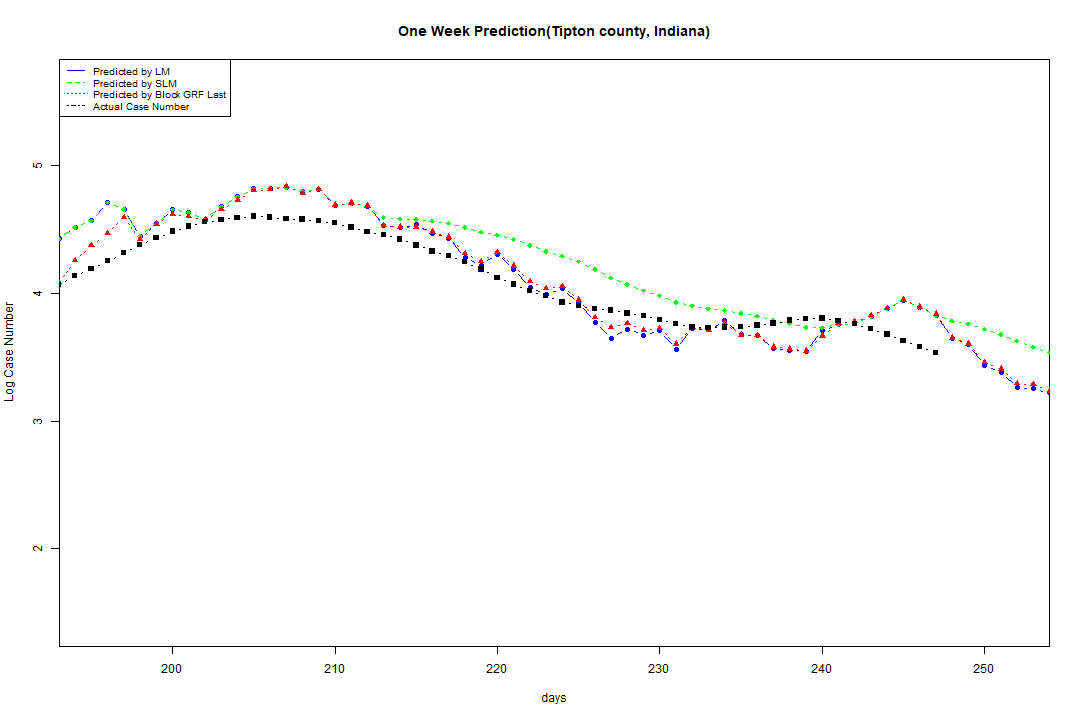 One Week Prediction(Tipton county, Indiana)
Predicted by LM
Predicted by SLM
Predicted by Block GRF Last
Actual Case Number
5
4
3
2
Log Case Number
200 210 220 230 240 250
days